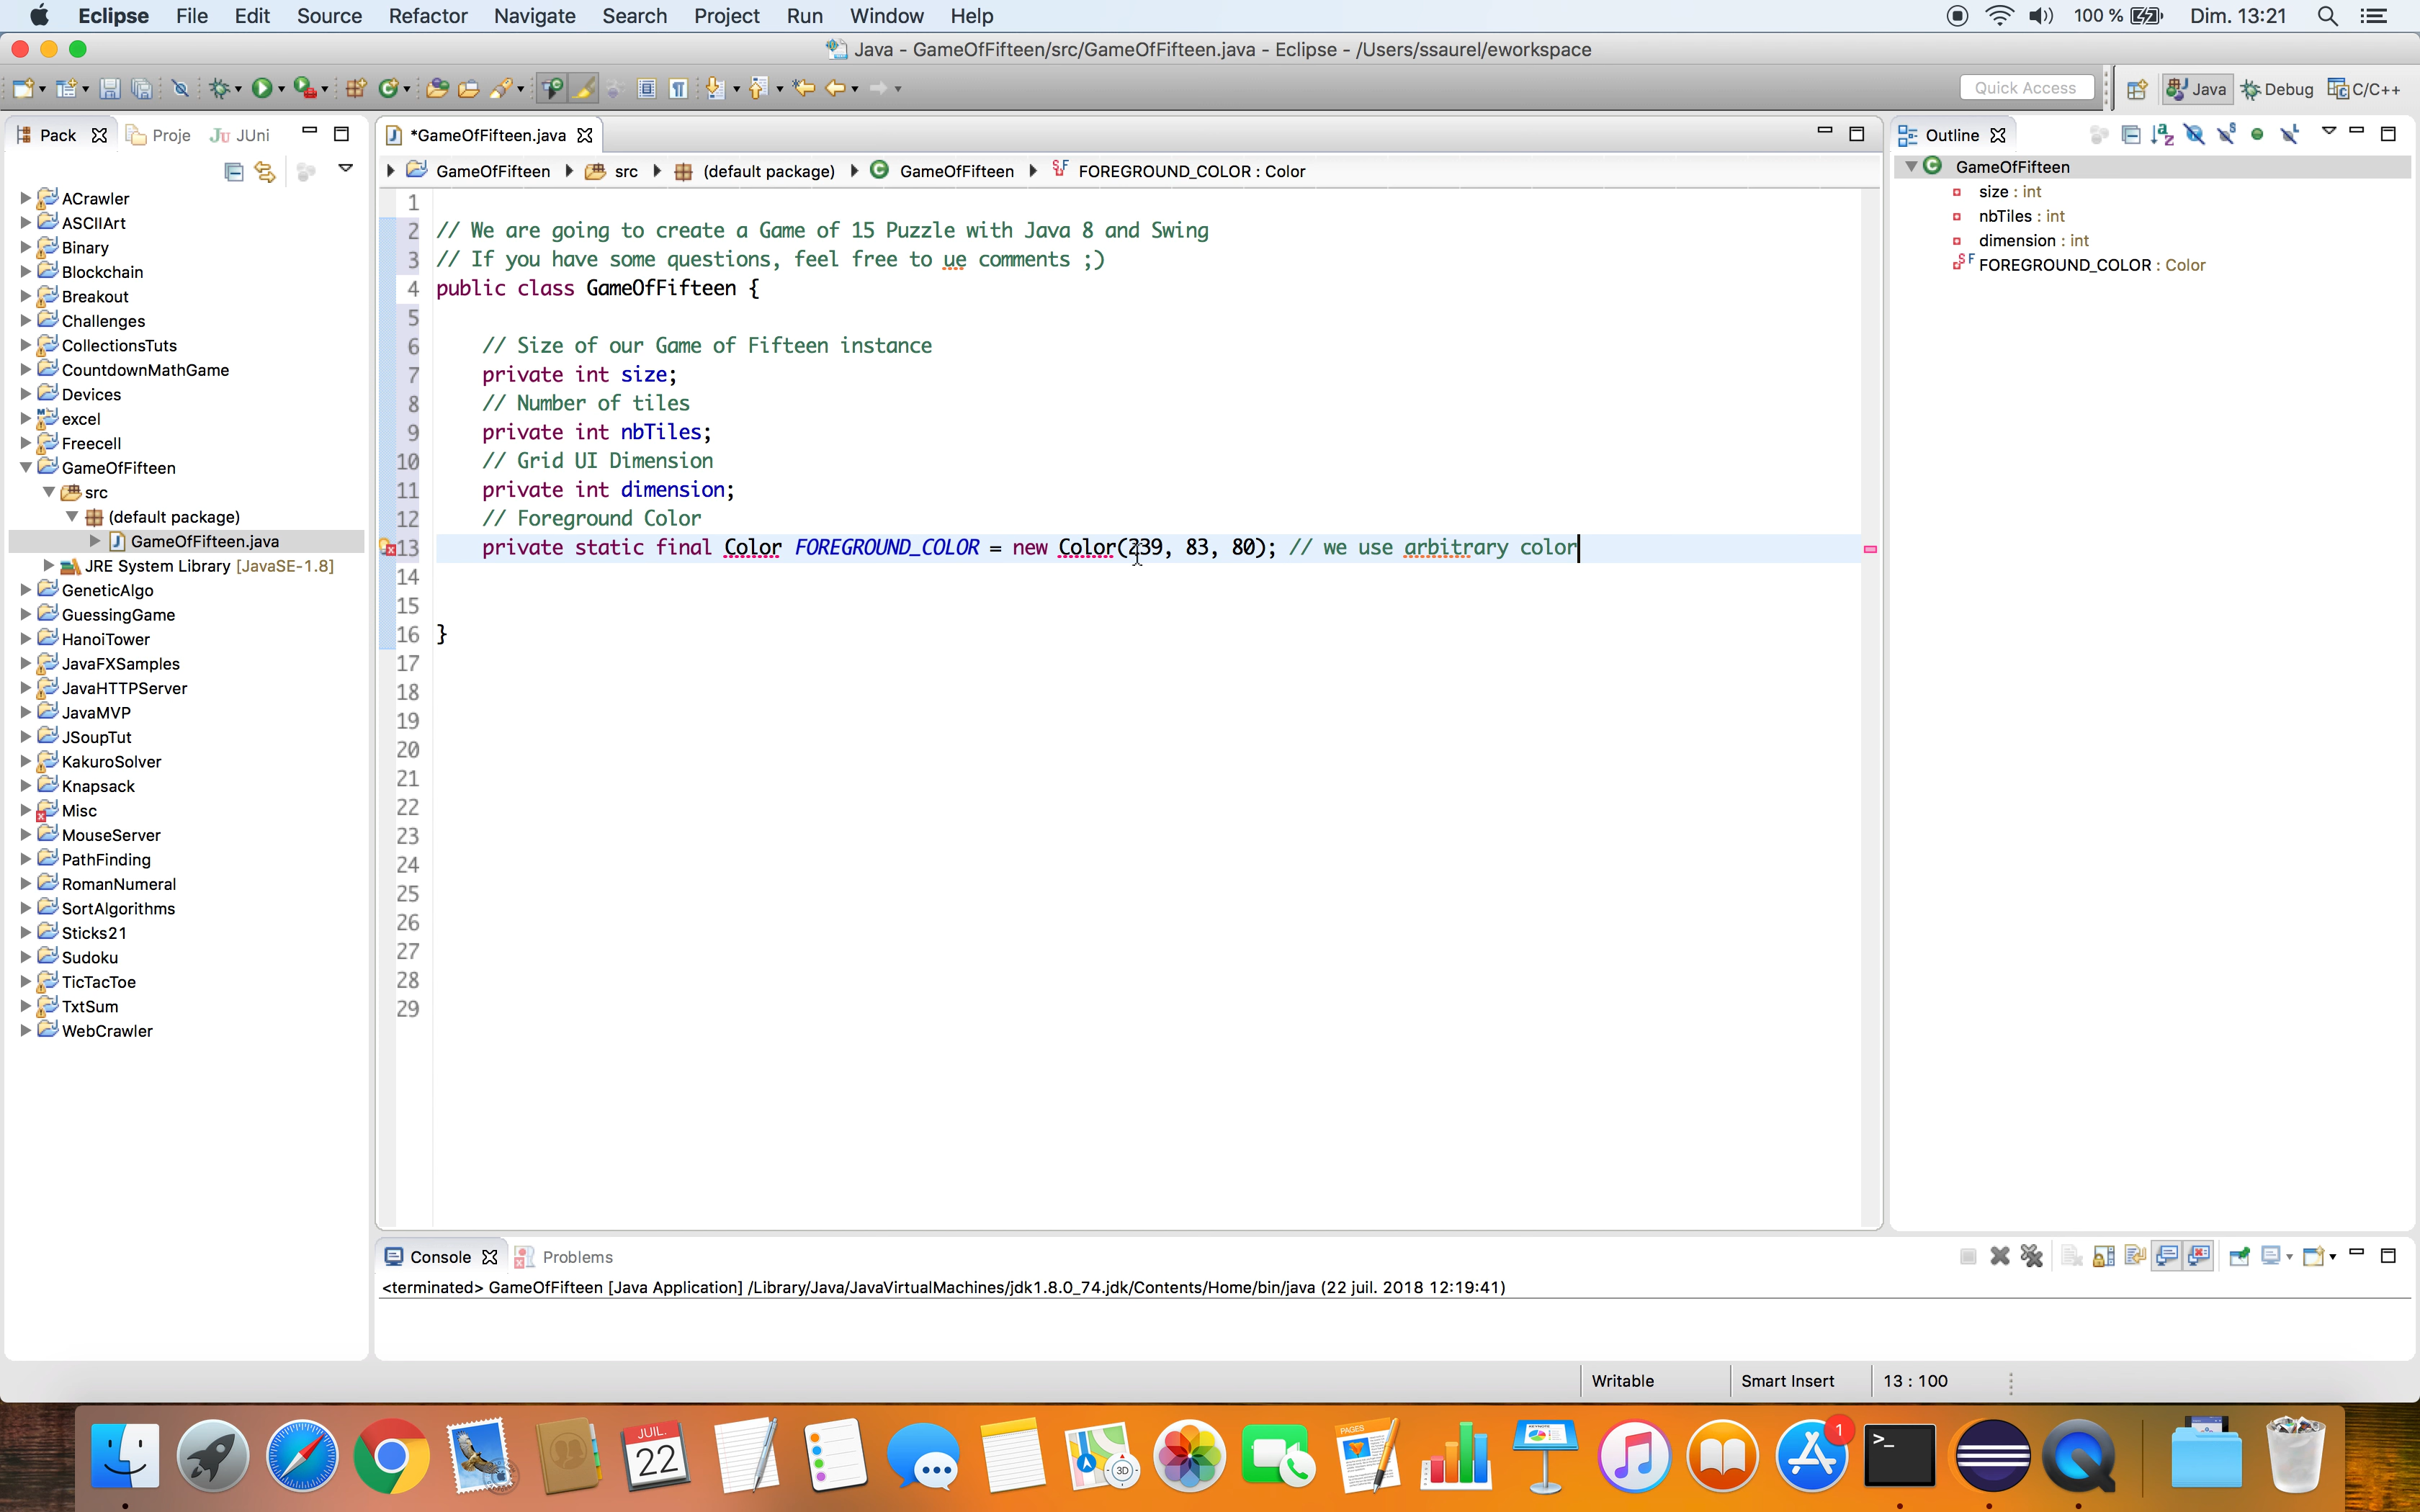 Eclipse File Edit Source Refactor Navigate Search Project Run Window Help 100 % Dim. 13:21
Java - GameOfFifteen/src/GameOfFifteen.java - Eclipse - /Users/ssaurel/eworkspace
Quick Access Java Debug C/C++
Pack Proje Ju JUni
*GameOfFifteen.java
Outline
GameOfFifteen src (default package) GameOfFifteen FOREGROUND_COLOR : Color
ACrawler
ASCIIArt
Binary
Blockchain
Breakout
Challenges
CollectionsTuts
CountdownMathGame
Devices
excel
Freecell
GameOfFifteen
src
(default package)
GameOfFifteen.java
JRE System Library [JavaSE-1.8]
GeneticAlgo
GuessingGame
HanoiTower
JavaFXSamples
JavaHTTPServer
JavaMVP
JSoupTut
KakuroSolver
Knapsack
Misc
MouseServer
PathFinding
RomanNumeral
SortAlgorithms
Sticks21
Sudoku
TicTacToe
TxtSum
WebCrawler
1
2 // We are going to create a Game of 15 Puzzle with Java 8 and Swing
3 // If you have some questions, feel free to ue comments ;)
4 public class GameOfFifteen {
5
6 // Size of our Game of Fifteen instance
7 private int size;
8 // Number of tiles
9 private int nbTiles;
10 // Grid UI Dimension
11 private int dimension;
12 // Foreground Color
13 private static final Color FOREGROUND_COLOR = new Color(239, 83, 80); // we use arbitrary color
14
15
16 }
17
18
19
20
21
22
23
24
25
26
27
28
29
GameOfFifteen
size : int
nbTiles : int
dimension : int
FOREGROUND_COLOR : Color
Console Problems
<terminated> GameOfFifteen [Java Application] /Library/Java/JavaVirtualMachines/jdk1.8.0_74.jdk/Contents/Home/bin/java (22 juil. 2018 12:19:41)
Writable Smart Insert 13 : 100
JUIL.
22
3D
PAGES
1
>_